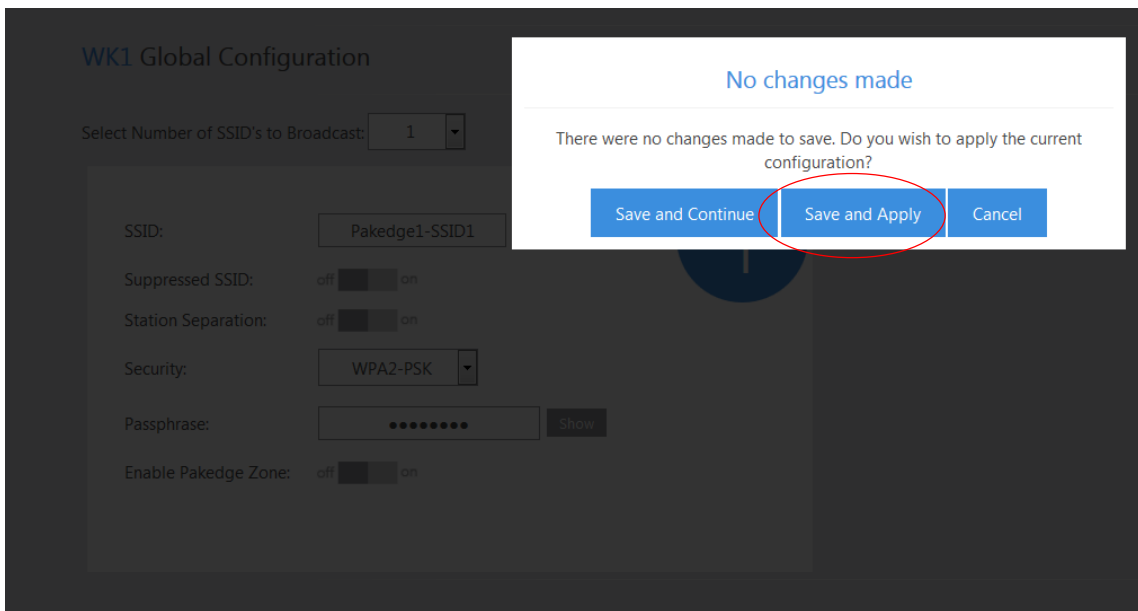 WK1 Global Configuration
Select Number of SSID's to Broadcast: 1
No changes made
There were no changes made to save. Do you wish to apply the current
configuration?
Save and Continue Save and Apply Cancel
SSID: Pakedge1-SSID1
Suppressed SSID: off on
Station Separation: off on
Security: WPA2-PSK
Passphrase: ●●●●●●●● Show
Enable Pakedge Zone: off on